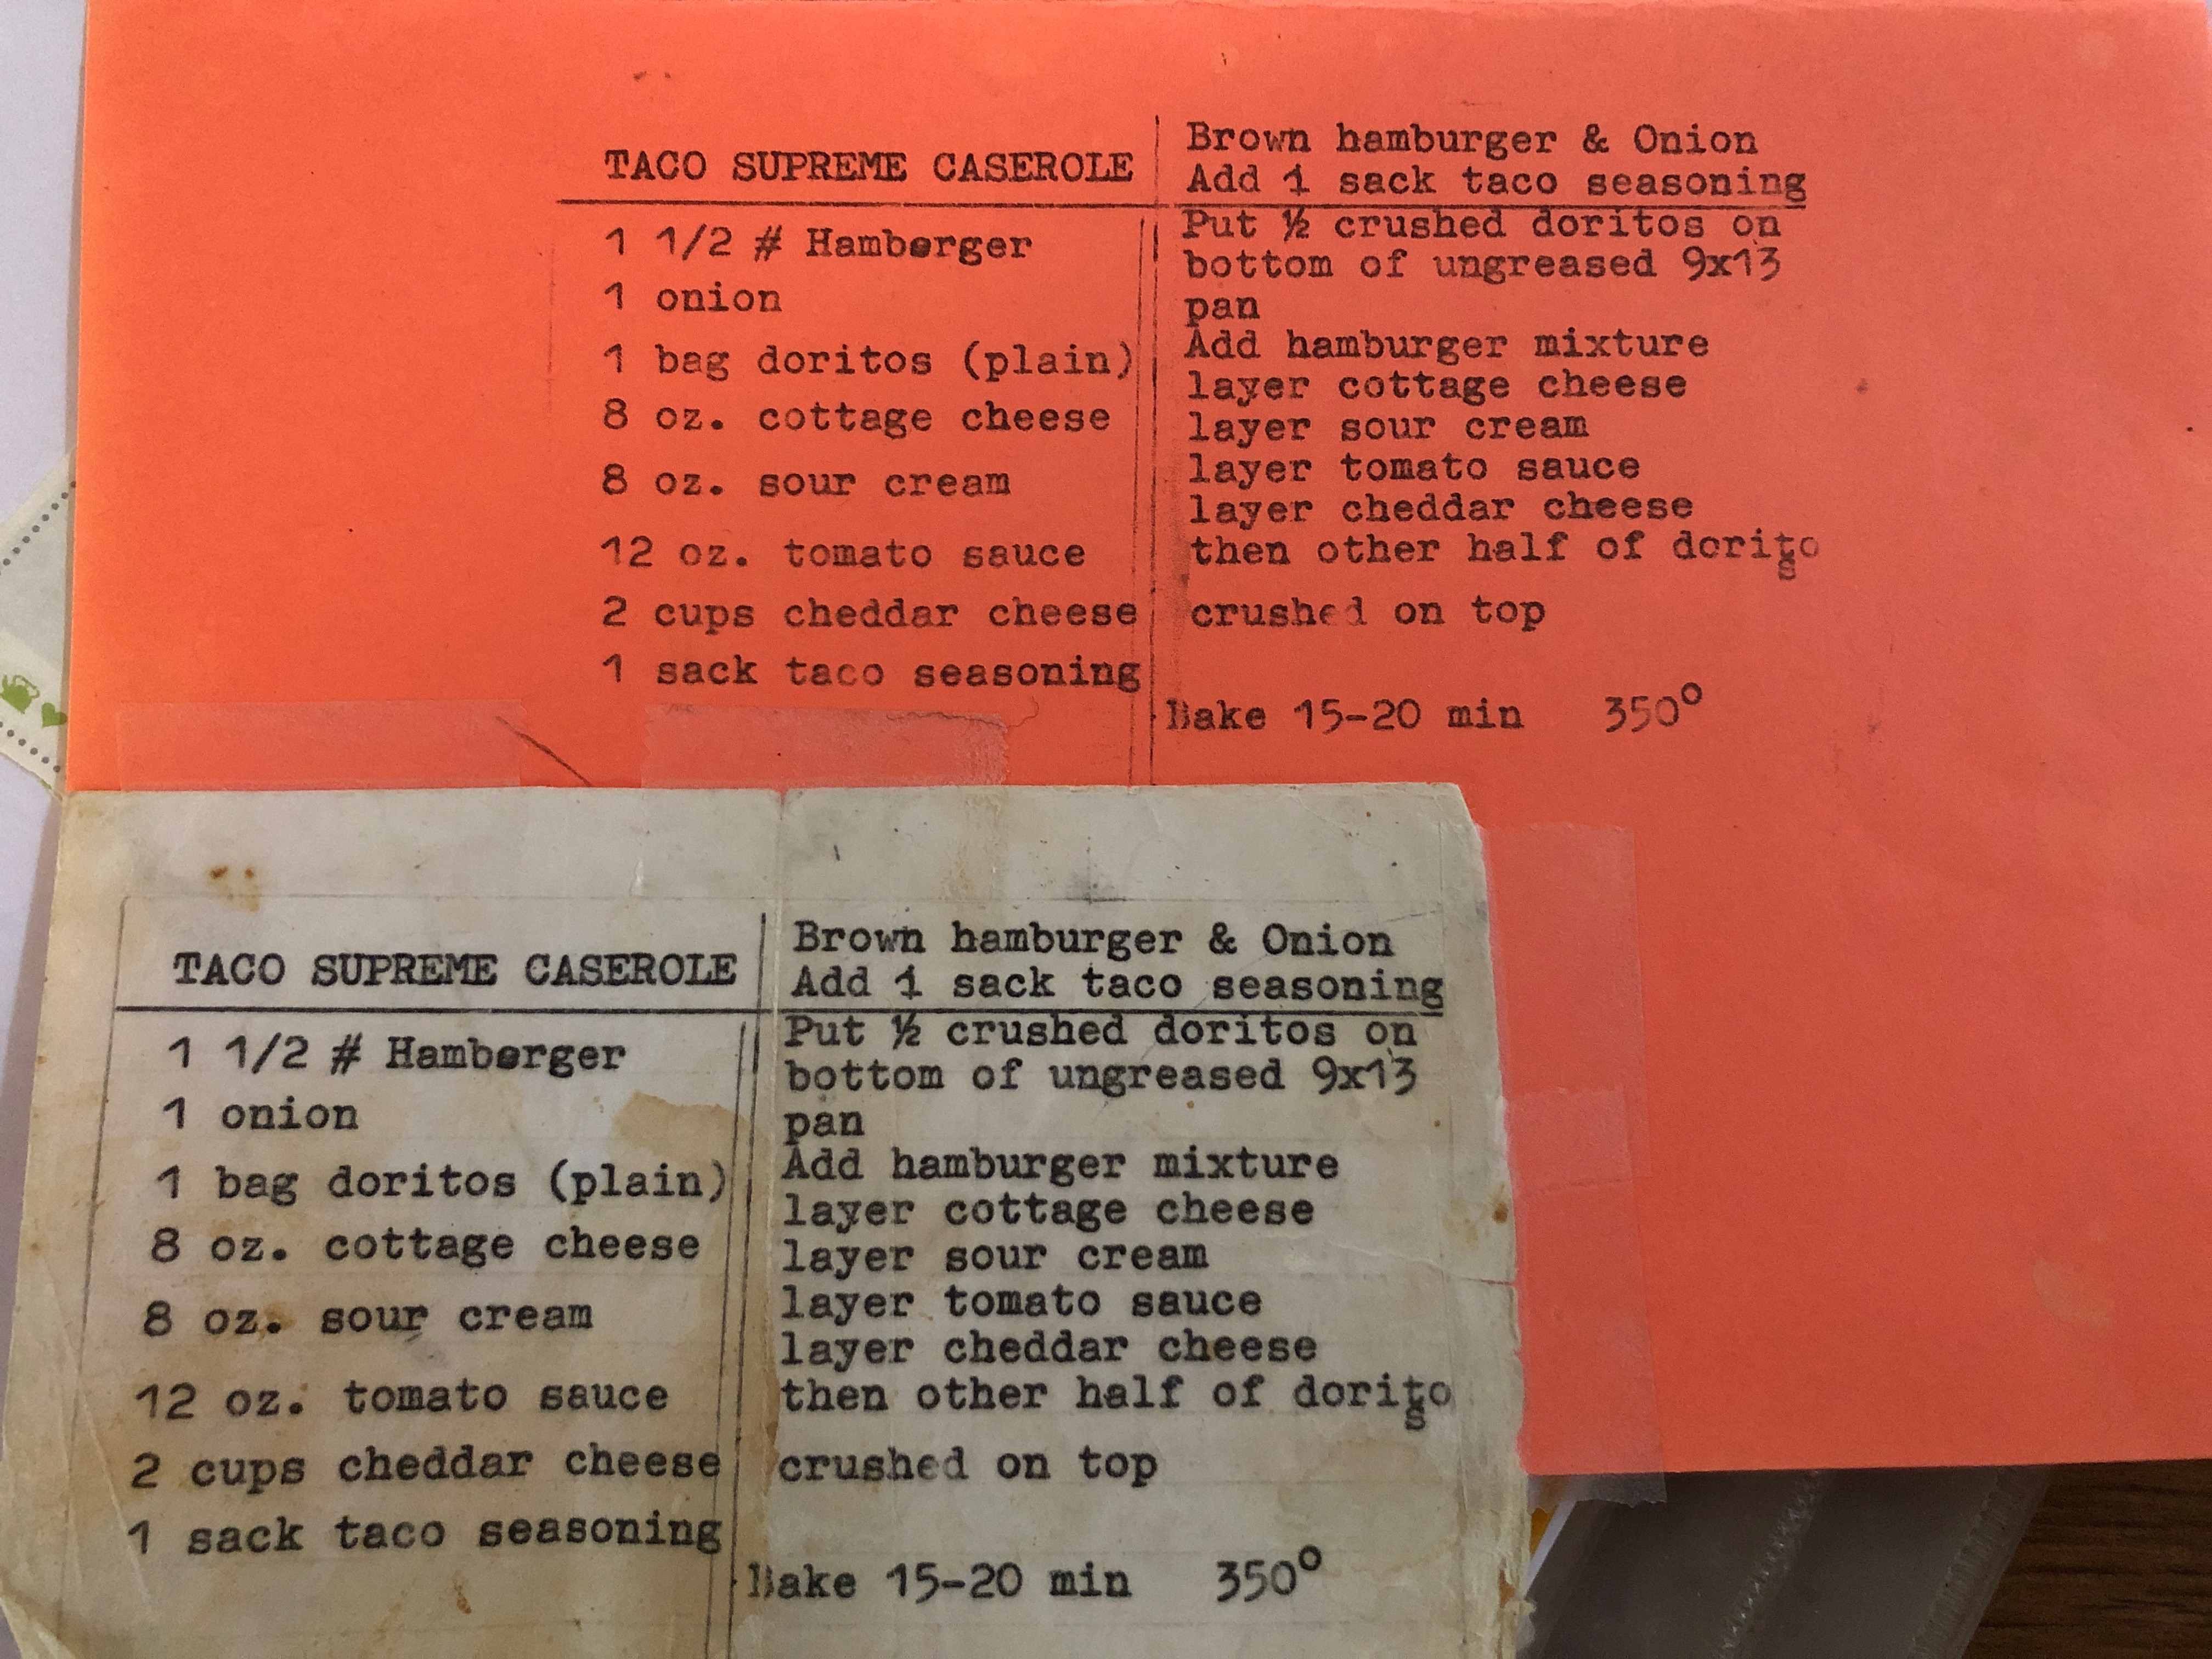 TACO SUPREME CASEROLE
1 1/2 # Hamberger
1 onion
1 bag doritos (plain)
8 oz. cottage cheese
8 oz. sour cream
12 oz. tomato sauce
2 cups cheddar cheese
1 sack taco seasoning
Brown hamburger & Onion
Add 1 sack taco seasoning
Put ½ crushed doritos on
bottom of ungreased 9x13
pan
Add hamburger mixture
layer cottage cheese
layer sour cream
layer tomato sauce
layer cheddar cheese
then other half of doritos
crushed on top
Bake 15-20 min 350°
TACO SUPREME CASEROLE
1 1/2 # Hamberger
1 onion
1 bag doritos (plain)
8 oz. cottage cheese
8 oz. sour cream
12 oz. tomato sauce
2 cups cheddar cheese
1 sack taco seasoning
Brown hamburger & Onion
Add 1 sack taco seasoning
Put ½ crushed doritos on
bottom of ungreased 9x13
pan
Add hamburger mixture
layer cottage cheese
layer sour cream
layer tomato sauce
layer cheddar cheese
then other half of doritos
crushed on top
Bake 15-20 min 350°